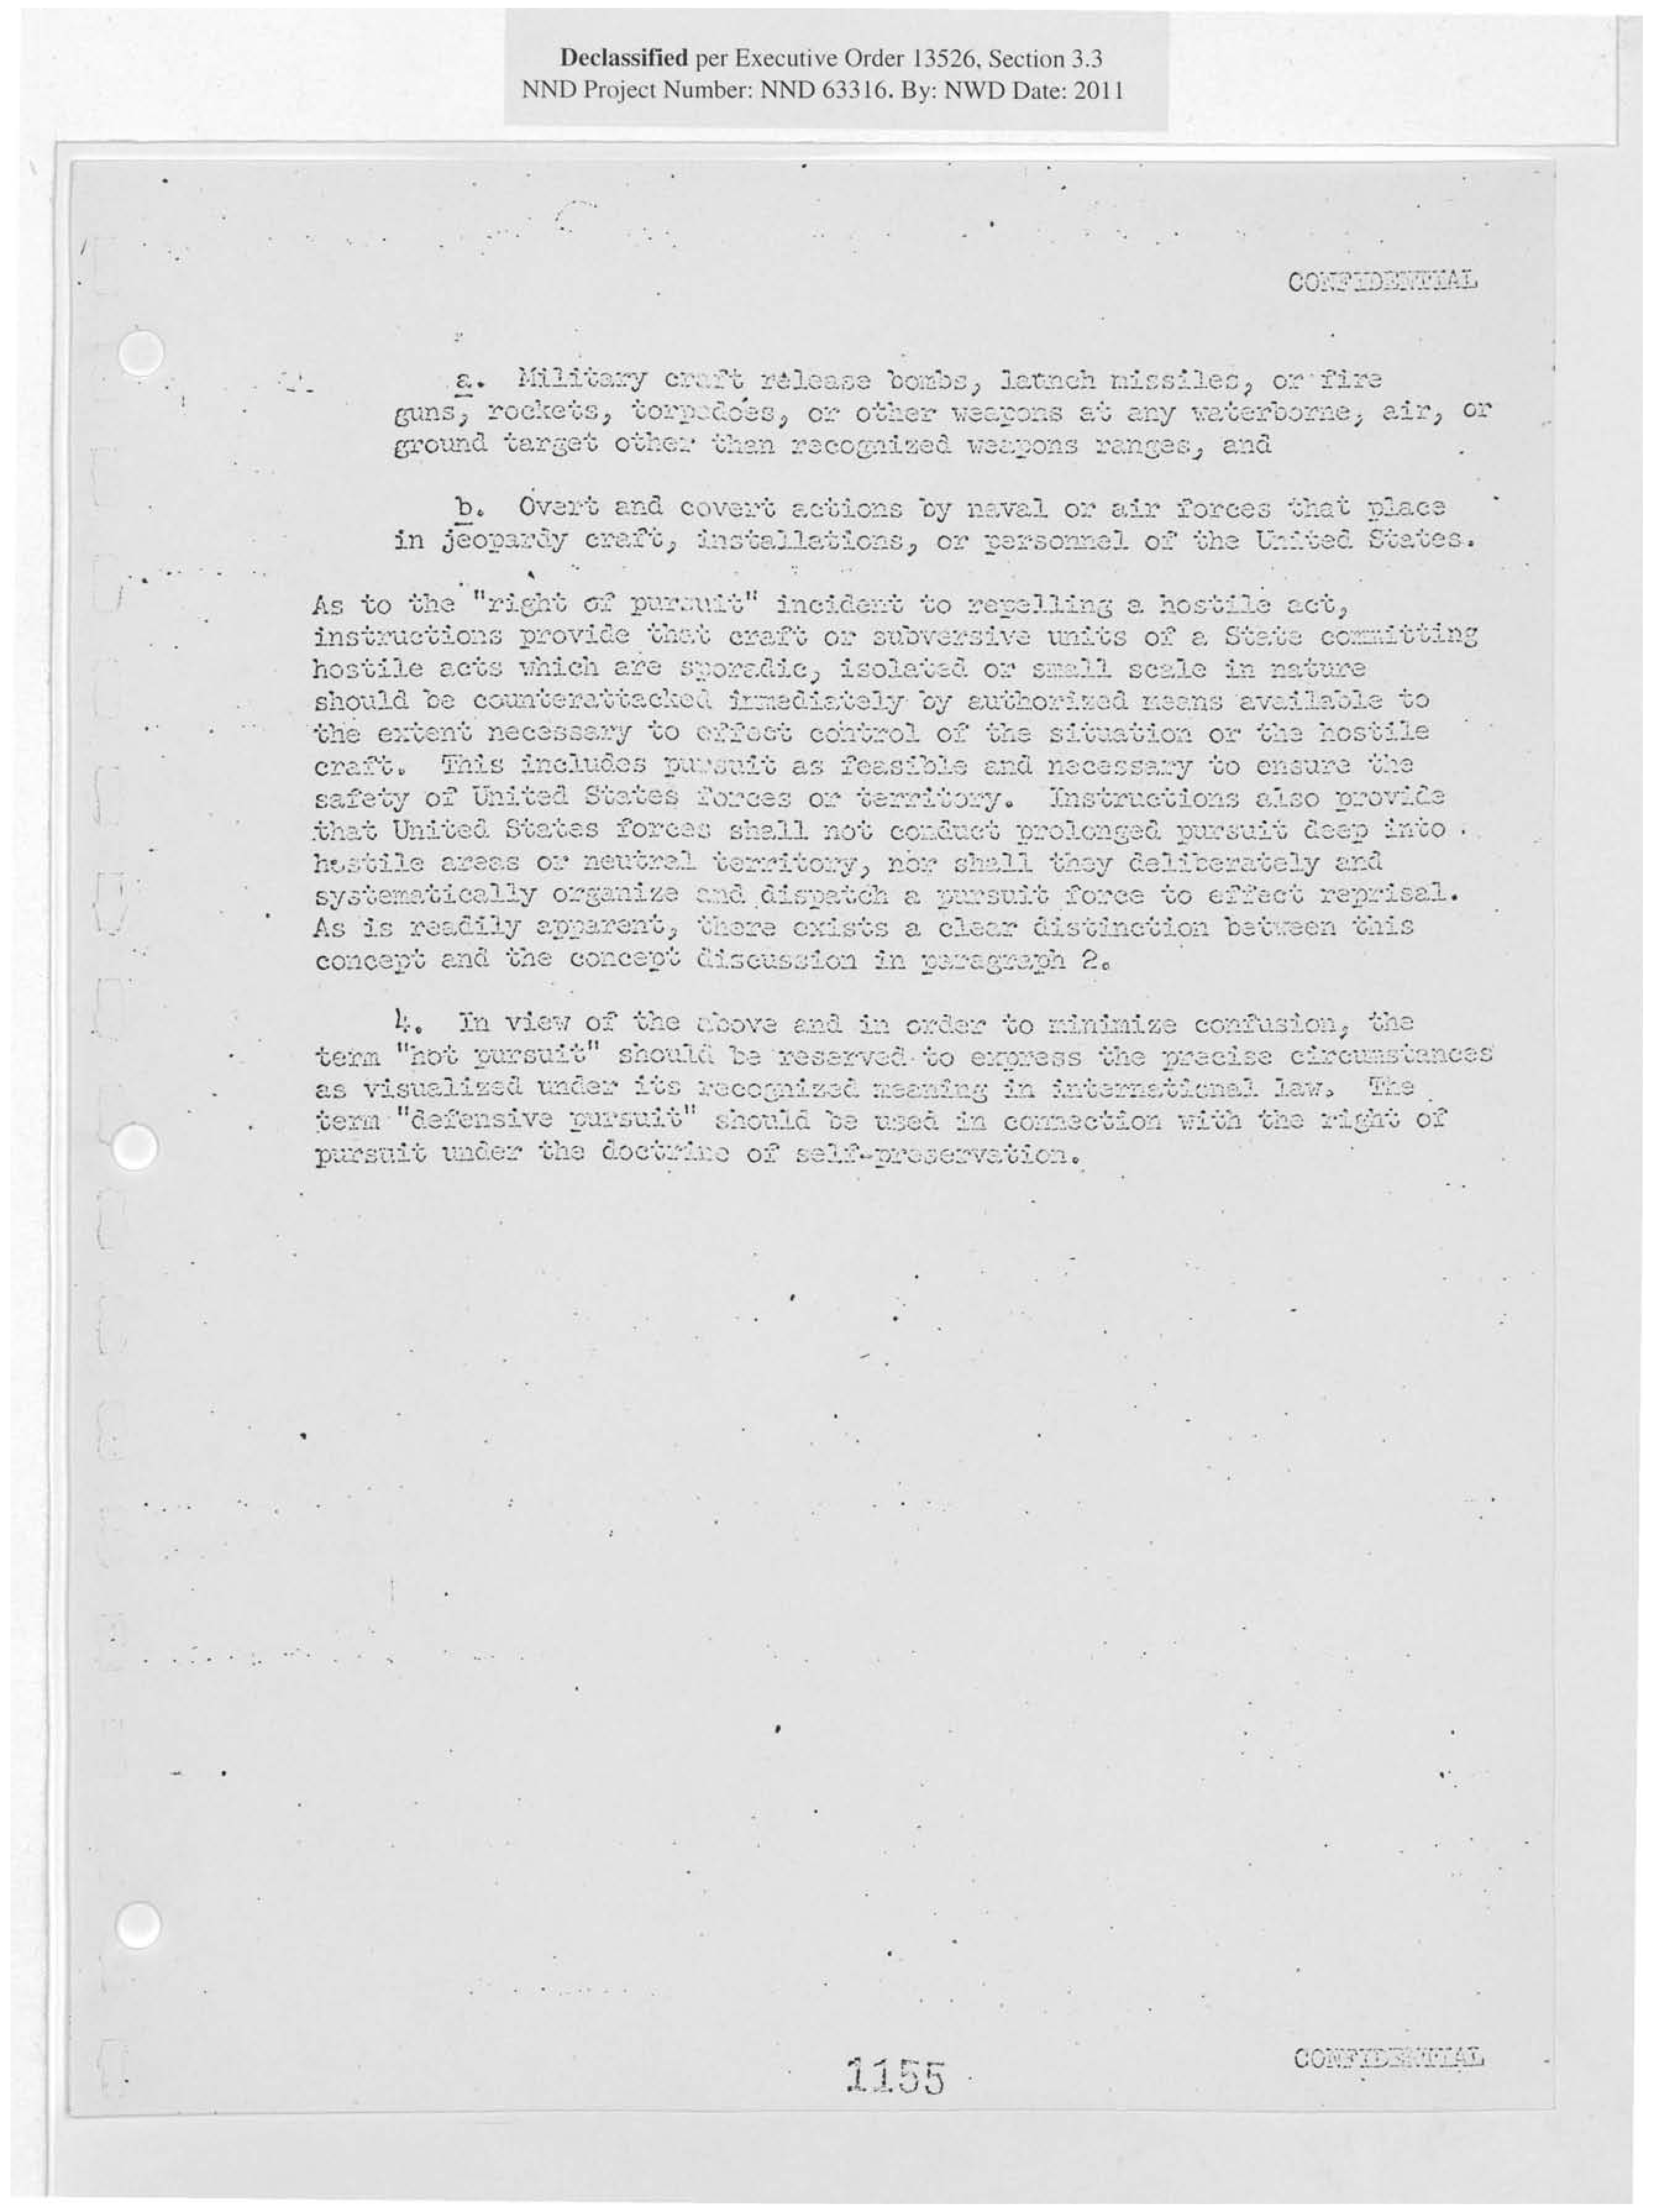 Declassified per Executive Order 13526, Section 3.3
NND Project Number: NND 63316. By: NWD Date: 2011
CONFIDENTIAL
a. Military craft release bombs, launch missiles, or fire
guns, rockets, torpedoes, or other weapons at any waterborne, air, or
ground target other than recognized weapons ranges, and
b. Overt and covert actions by naval or air forces that place
in jeopardy craft, installations, or personnel of the United States.
As to the "right of pursuit" incident to repelling a hostile act,
instructions provide that craft or subversive units of a State committing
hostile acts which are sporadic, isolated or small scale in nature
should be counterattacked immediately by authorized means available to
the extent necessary to effect control of the situation or the hostile
craft. This includes pursuit as feasible and necessary to ensure the
safety of United States forces or territory. Instructions also provide
that United States forces shall not conduct prolonged pursuit deep into
hostile areas or neutral territory, nor shall they deliberately and
systematically organize and dispatch a pursuit force to effect reprisal.
As is readily apparent, there exists a clear distinction between this
concept and the concept discussion in paragraph 2.
4. In view of the above and in order to minimize confusion, the
term "hot pursuit" should be reserved to express the precise circumstances
as visualized under its recognized meaning in international law. The
term "defensive pursuit" should be used in connection with the right of
pursuit under the doctrine of self-preservation.
1155
CONFIDENTIAL